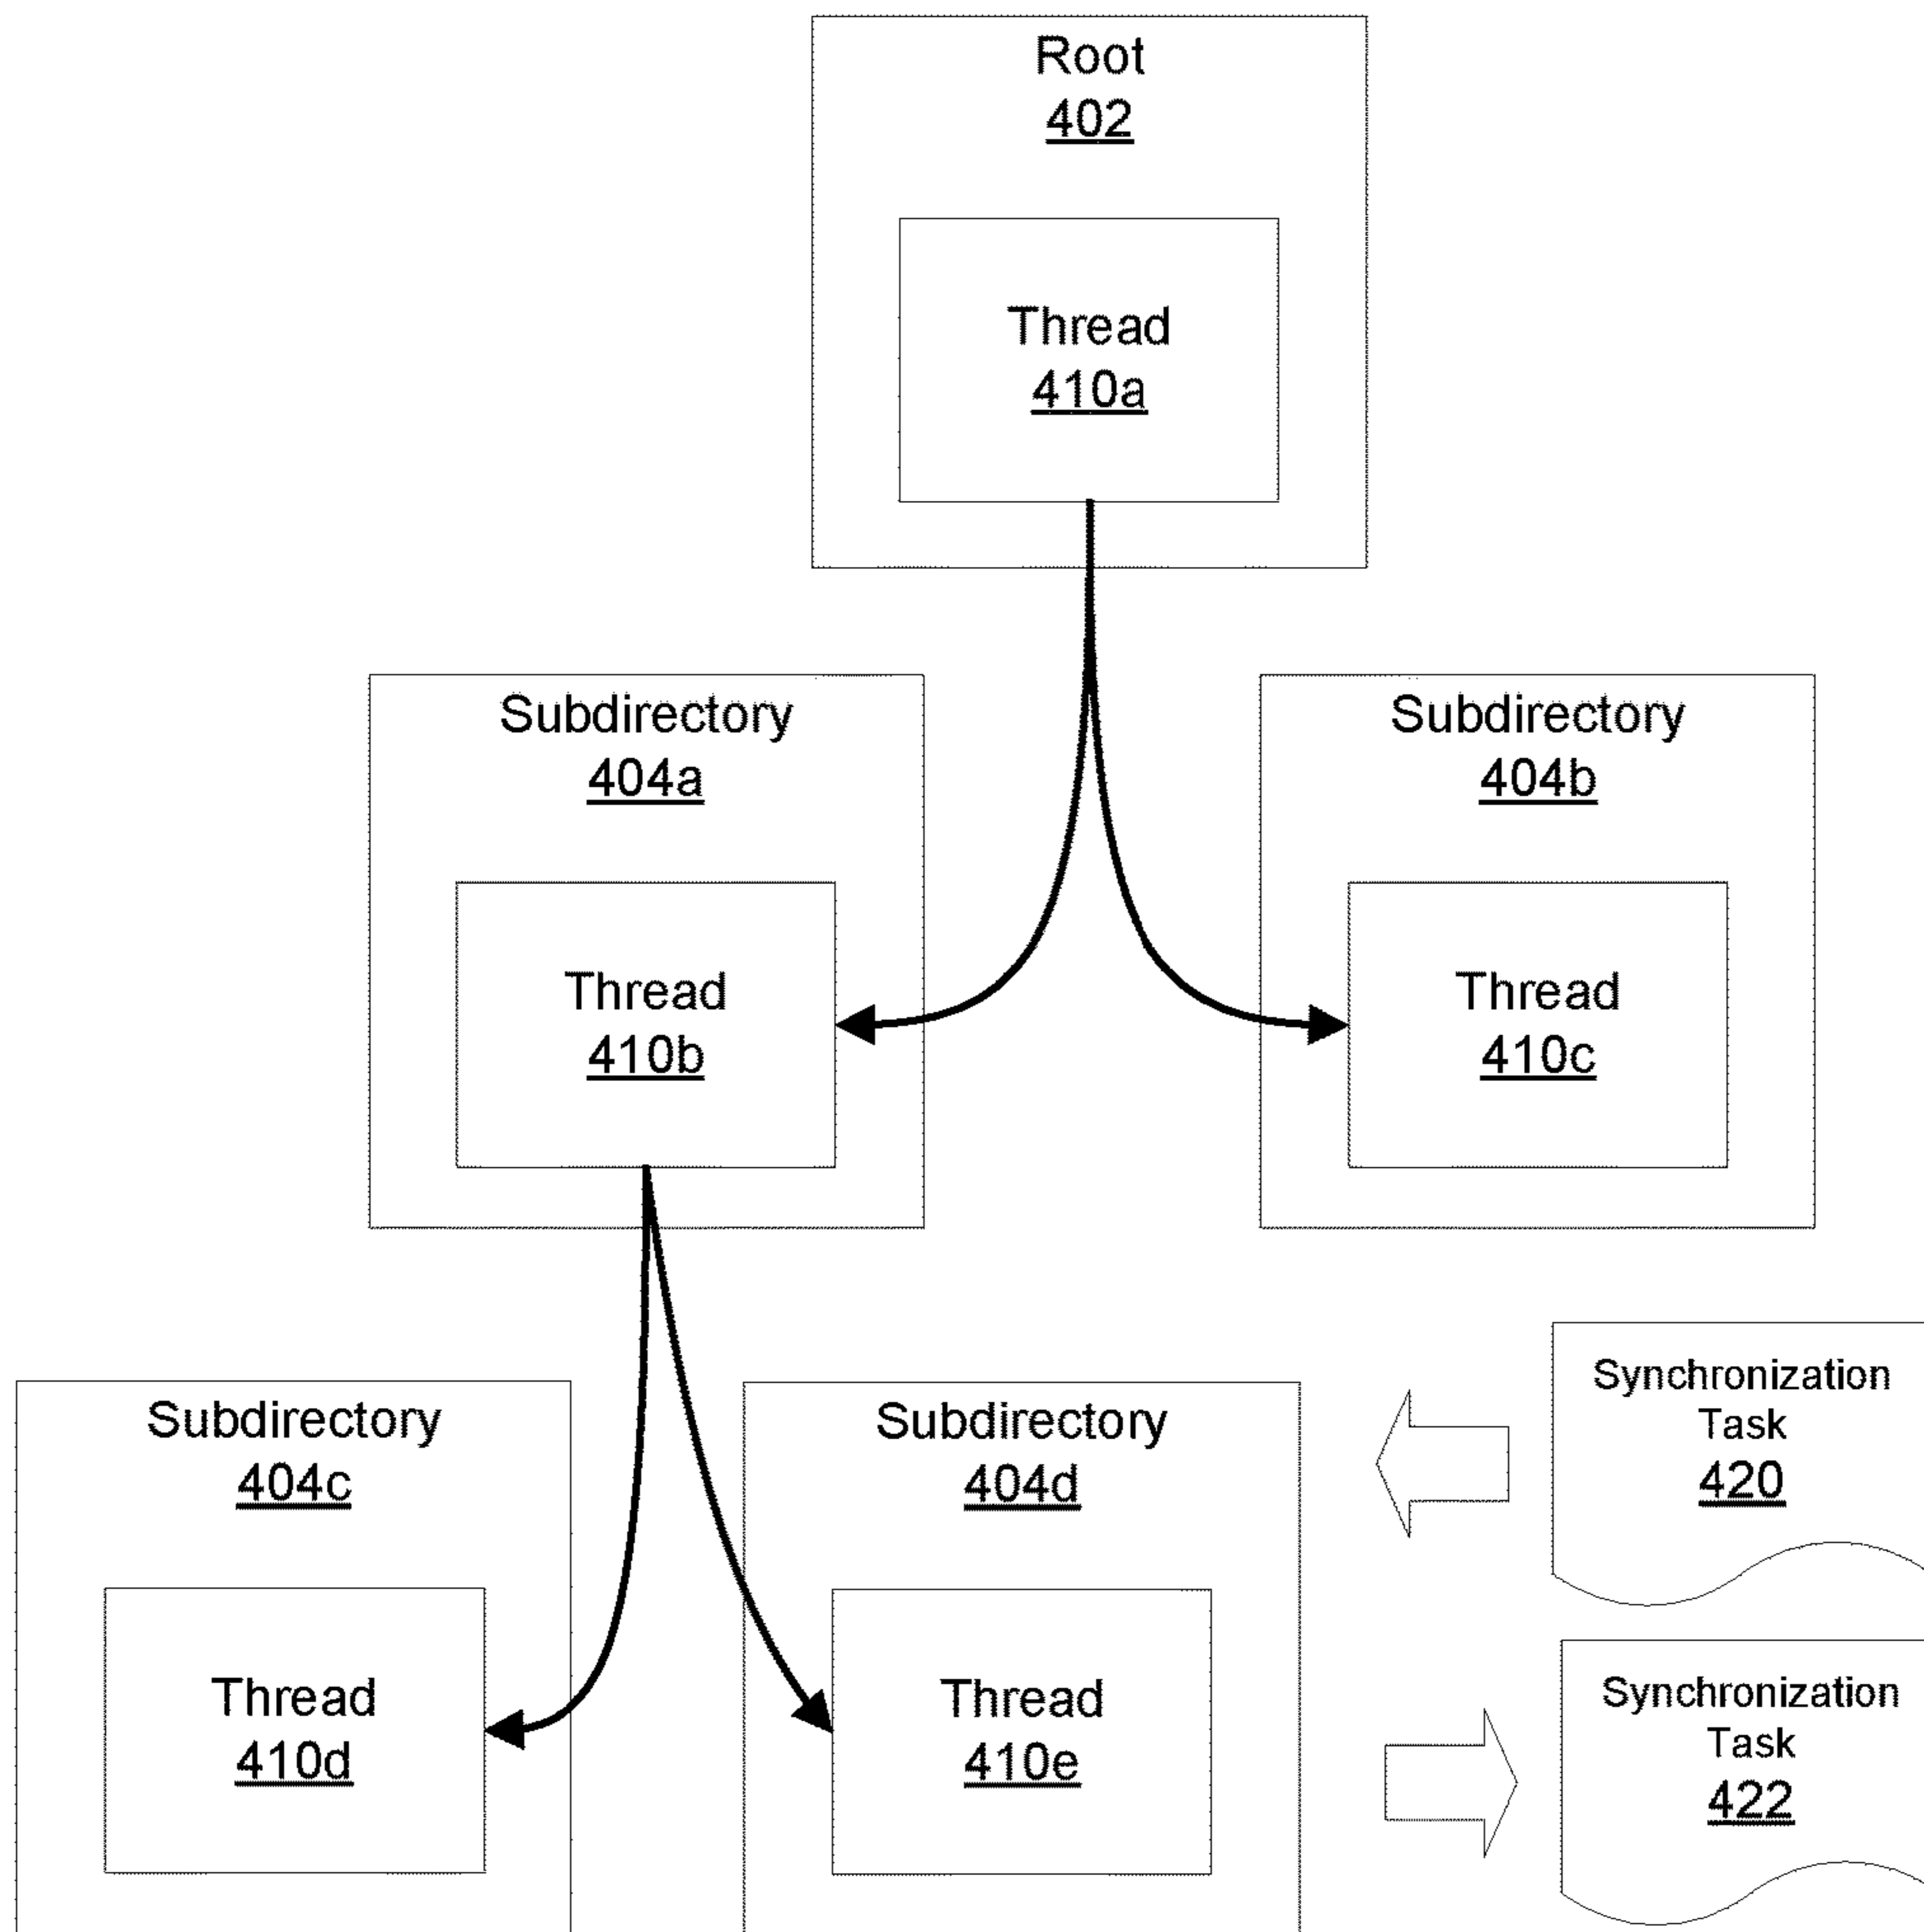 Root
402
Thread
410a
Subdirectory
404a
Thread
410b
Subdirectory
404b
Thread
410c
Subdirectory
404c
Thread
410d
Subdirectory
404d
Thread
410e
Synchronization
Task
420
Synchronization
Task
422